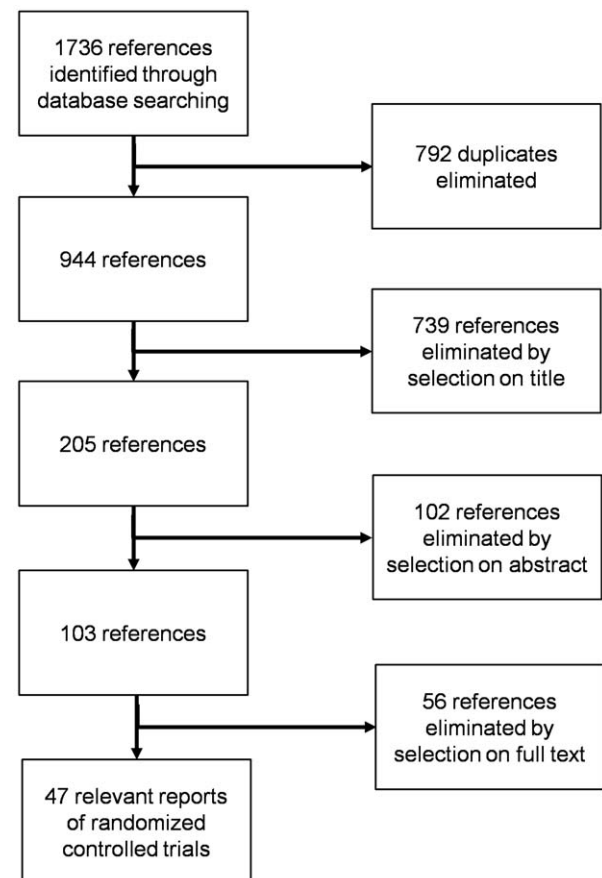 1736 references
identified through
database searching
792 duplicates
eliminated
944 references
739 references
eliminated by
selection on title
205 references
102 references
eliminated by
selection on abstract
103 references
56 references
eliminated by
selection on full text
47 relevant reports
of randomized
controlled trials